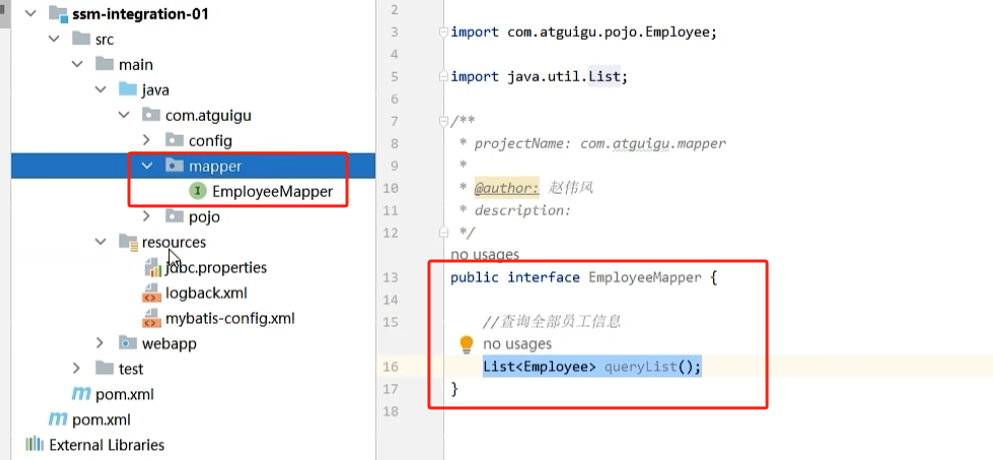 ssm-integration-01
src
main
java
com.atguigu
config
mapper
I EmployeeMapper
pojo
resources
jdbc.properties
logback.xml
mybatis-config.xml
webapp
test
m pom.xml
m pom.xml
External Libraries
2
3 import com.atguigu.pojo.Employee;
4
5 import java.util.List;
6
7 /**
8 * projectName: com.atguigu.mapper
9 *
10 * @author: 赵伟风
11 * description:
12 */
no usages
13 public interface EmployeeMapper {
14
15 //查询全部员工信息
no usages
16 List<Employee> queryList();
17 }
18